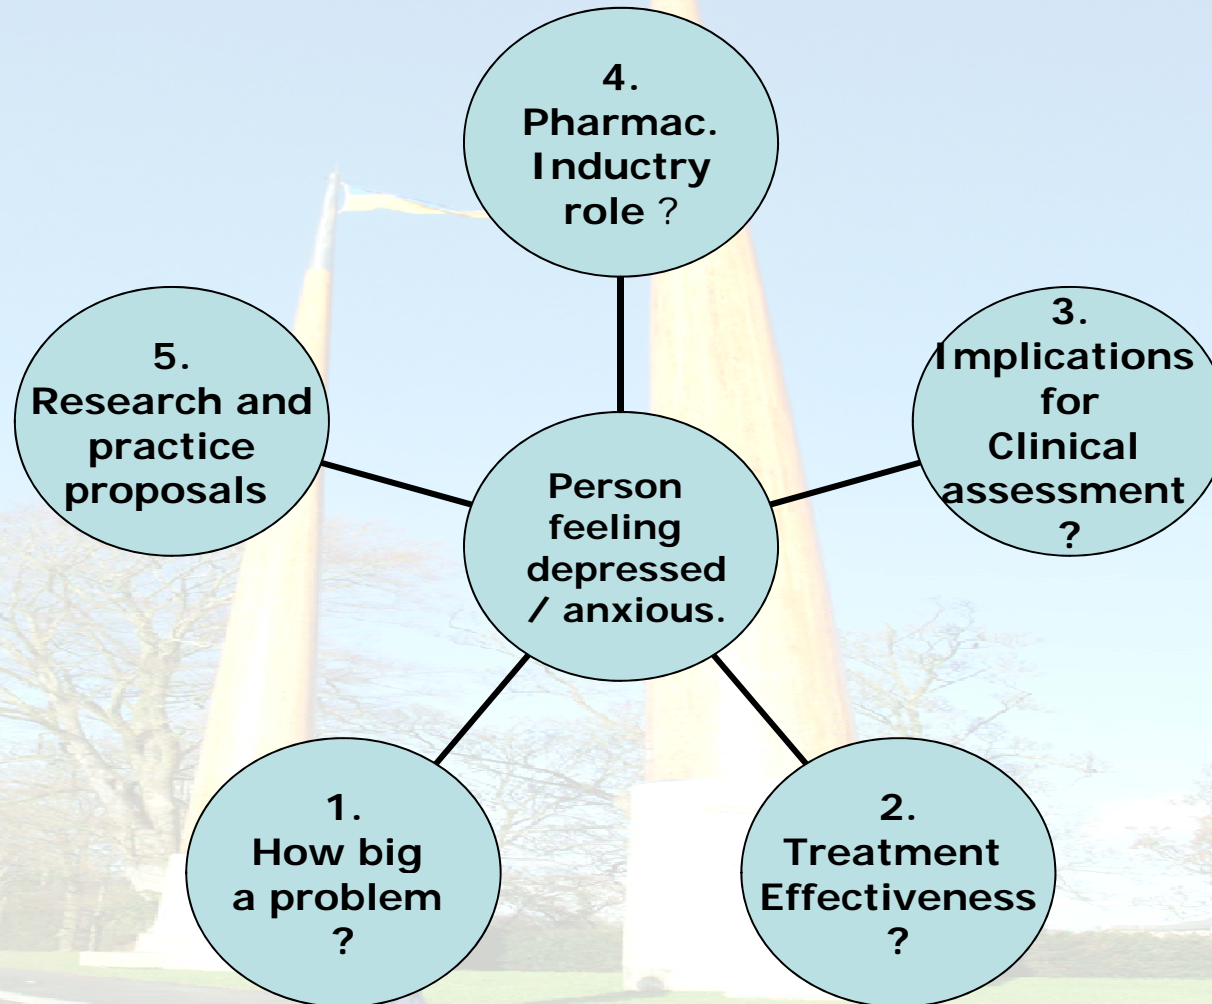 4.
Pharmac.
Inductry
role ?
3.
Implications
for
Clinical
assessment
?
5.
Research and
practice
proposals
Person
feeling
depressed
/ anxious.
1.
How big
a problem
?
2.
Treatment
Effectiveness
?